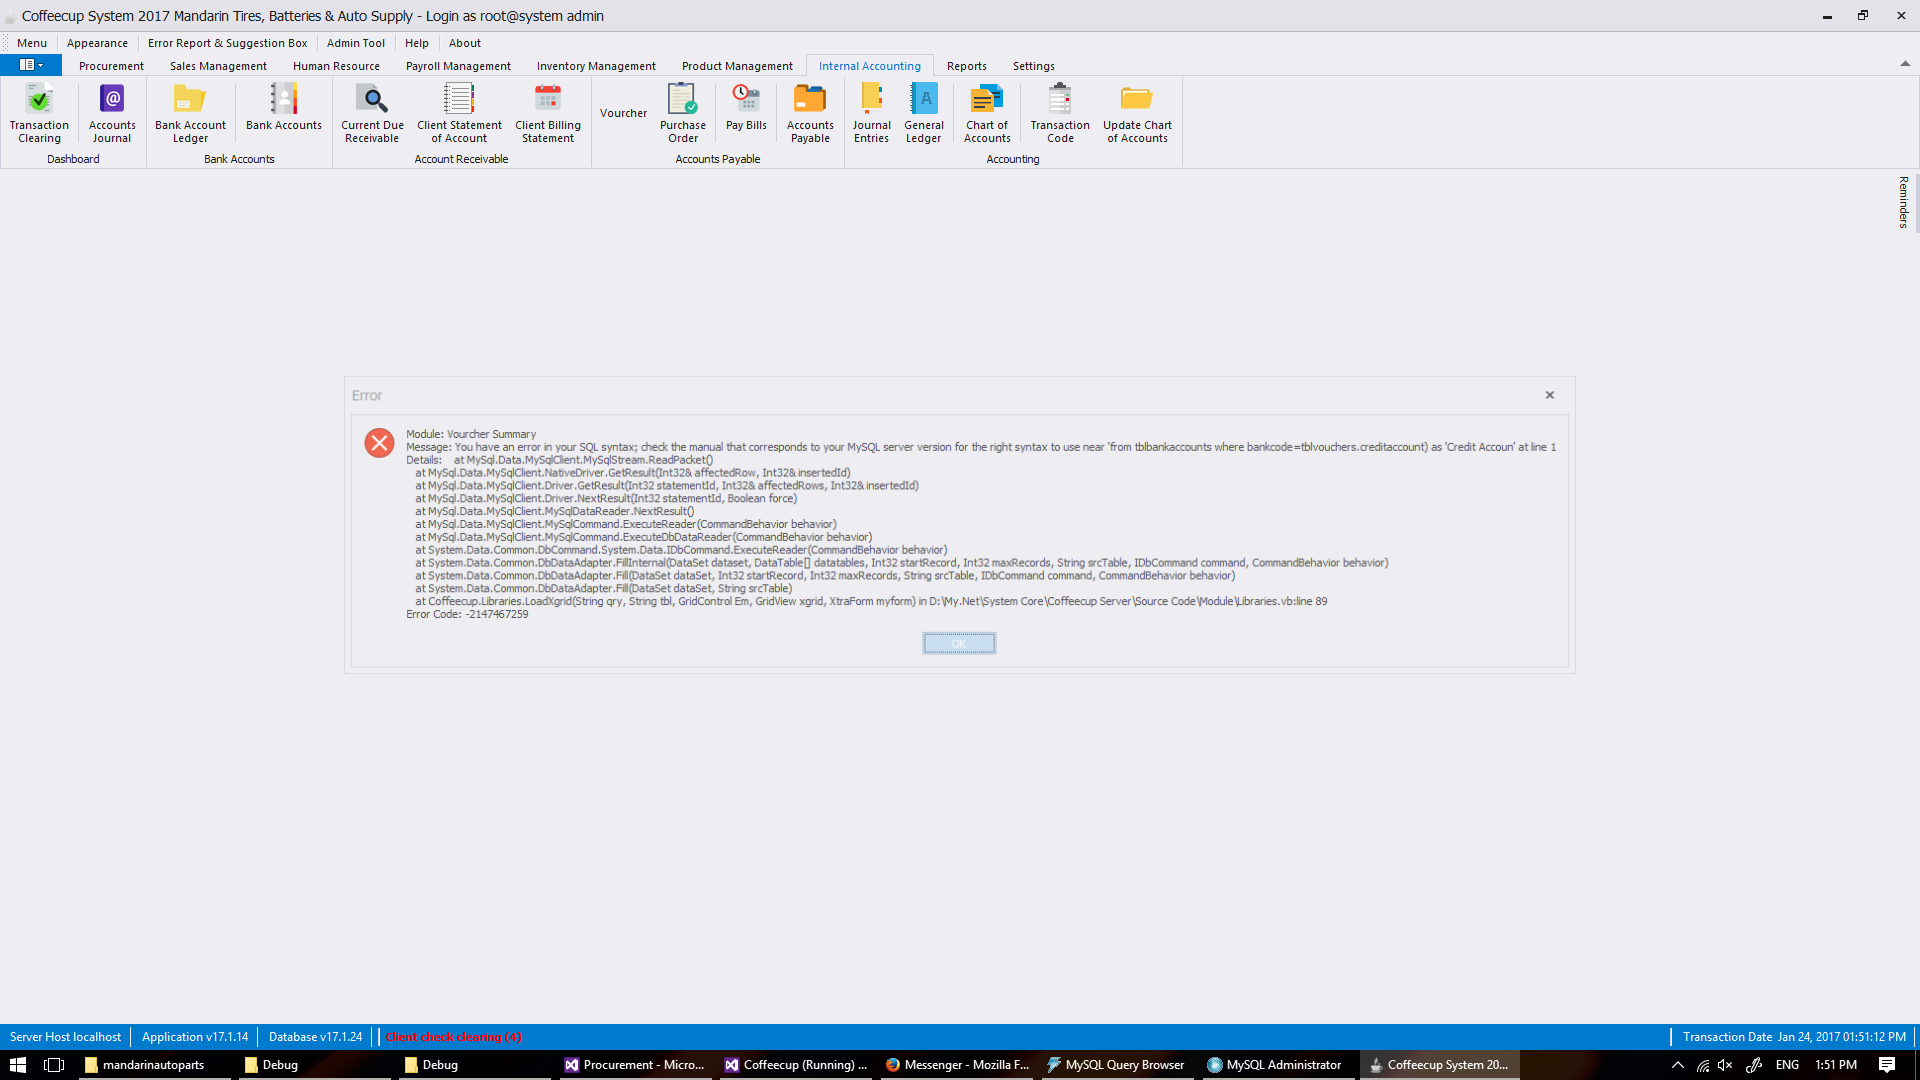 Coffeecup System 2017 Mandarin Tires, Batteries & Auto Supply - Login as root@system admin
Menu Appearance Error Report & Suggestion Box Admin Tool Help About
Procurement Sales Management Human Resource Payroll Management Inventory Management Product Management Internal Accounting Reports Settings
Transaction Clearing
Accounts Journal
Dashboard
Bank Account Ledger
Bank Accounts
Bank Accounts
Current Due Receivable
Client Statement of Account
Client Billing Statement
Account Receivable
Vourcher
Purchase Order
Pay Bills
Accounts Payable
Accounts Payable
Journal Entries
General Ledger
Chart of Accounts
Transaction Code
Update Chart of Accounts
Accounting
Reminders
Error
Module: Vourcher Summary
Message: You have an error in your SQL syntax; check the manual that corresponds to your MySQL server version for the right syntax to use near 'from tblbankaccounts where bankcode=tblvouchers.creditaccount) as 'Credit Accoun' at line 1
Details: at MySql.Data.MySqlClient.MySqlStream.ReadPacket()
at MySql.Data.MySqlClient.NativeDriver.GetResult(Int32& affectedRow, Int32& insertedId)
at MySql.Data.MySqlClient.Driver.GetResult(Int32 statementId, Int32& affectedRows, Int32& insertedId)
at MySql.Data.MySqlClient.Driver.NextResult(Int32 statementId, Boolean force)
at MySql.Data.MySqlClient.MySqlDataReader.NextResult()
at MySql.Data.MySqlClient.MySqlCommand.ExecuteReader(CommandBehavior behavior)
at MySql.Data.MySqlClient.MySqlCommand.ExecuteDbDataReader(CommandBehavior behavior)
at System.Data.Common.DbCommand.System.Data.IDbCommand.ExecuteReader(CommandBehavior behavior)
at System.Data.Common.DbDataAdapter.FillInternal(DataSet dataset, DataTable[] datatables, Int32 startRecord, Int32 maxRecords, String srcTable, IDbCommand command, CommandBehavior behavior)
at System.Data.Common.DbDataAdapter.Fill(DataSet dataSet, Int32 startRecord, Int32 maxRecords, String srcTable, IDbCommand command, CommandBehavior behavior)
at System.Data.Common.DbDataAdapter.Fill(DataSet dataSet, String srcTable)
at Coffeecup.Libraries.LoadXgrid(String qry, String tbl, GridControl Em, GridView xgrid, XtraForm myform) in D:\My.Net\System Core\Coffeecup Server\Source Code\Module\Libraries.vb:line 89
Error Code: -2147467259
OK
Server Host localhost Application v17.1.14 Database v17.1.24 Client check clearing (4) Transaction Date Jan 24, 2017 01:51:12 PM
mandarinautoparts Debug Debug Procurement - Micro... Coffeecup (Running) ... Messenger - Mozilla F... MySQL Query Browser MySQL Administrator Coffeecup System 20... ENG 1:51 PM